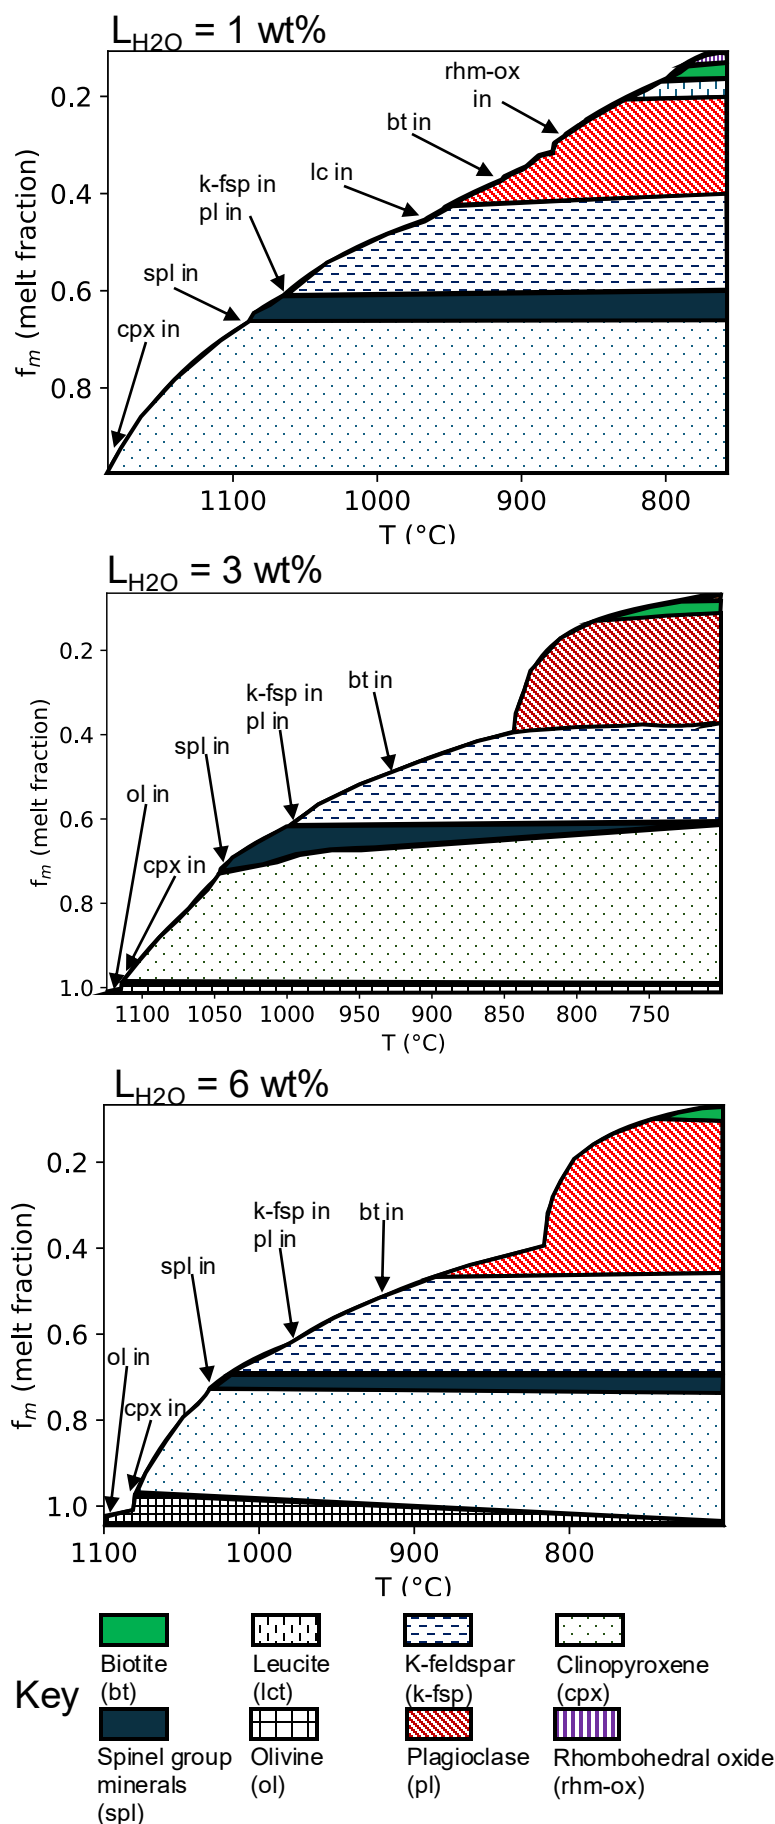 L_H2O = 1 wt%
rhm-ox
in
0.2
bt in
lc in
k-fsp in
pl in
0.4
spl in
0.6
cpx in
0.8
f_m (melt fraction)
1100 1000 900 800
T (°C)
L_H2O = 3 wt%
0.2
bt in
k-fsp in
pl in
0.4
spl in
ol in
0.6
cpx in
0.8
1.0
f_m (melt fraction)
1100 1050 1000 950 900 850 800 750
T (°C)
L_H2O = 6 wt%
0.2
k-fsp in
pl in
bt in
0.4
spl in
0.6
ol in
0.8
cpx in
1.0
f_m (melt fraction)
1100 1000 900 800
T (°C)
Key
Biotite
(bt)
Leucite
(lct)
K-feldspar
(k-fsp)
Clinopyroxene
(cpx)
Spinel group
minerals
(spl)
Olivine
(ol)
Plagioclase
(pl)
Rhombohedral oxide
(rhm-ox)